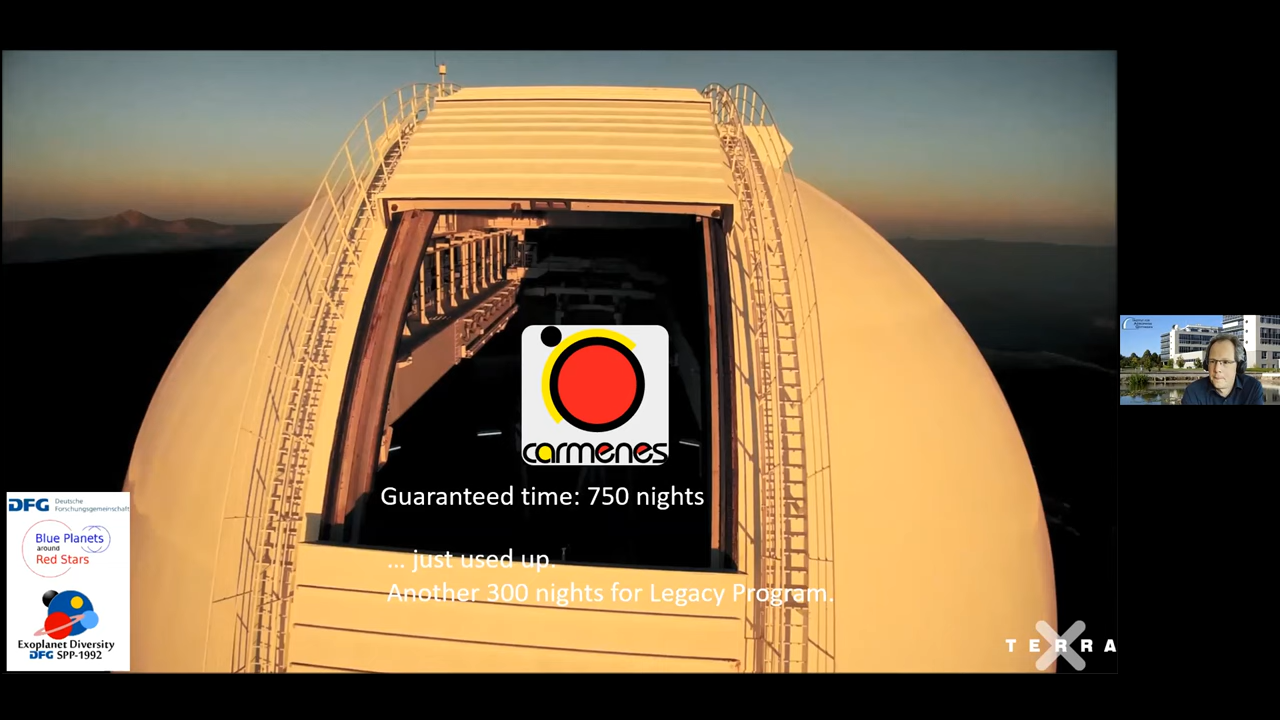 carmenes
Guaranteed time: 750 nights
... just used up.
Another 300 nights for Legacy Program.
DFG Deutsche
Forschungsgemeinschaft
Blue Planets
around
Red Stars
Exoplanet Diversity
DFG SPP-1992
TERRA X